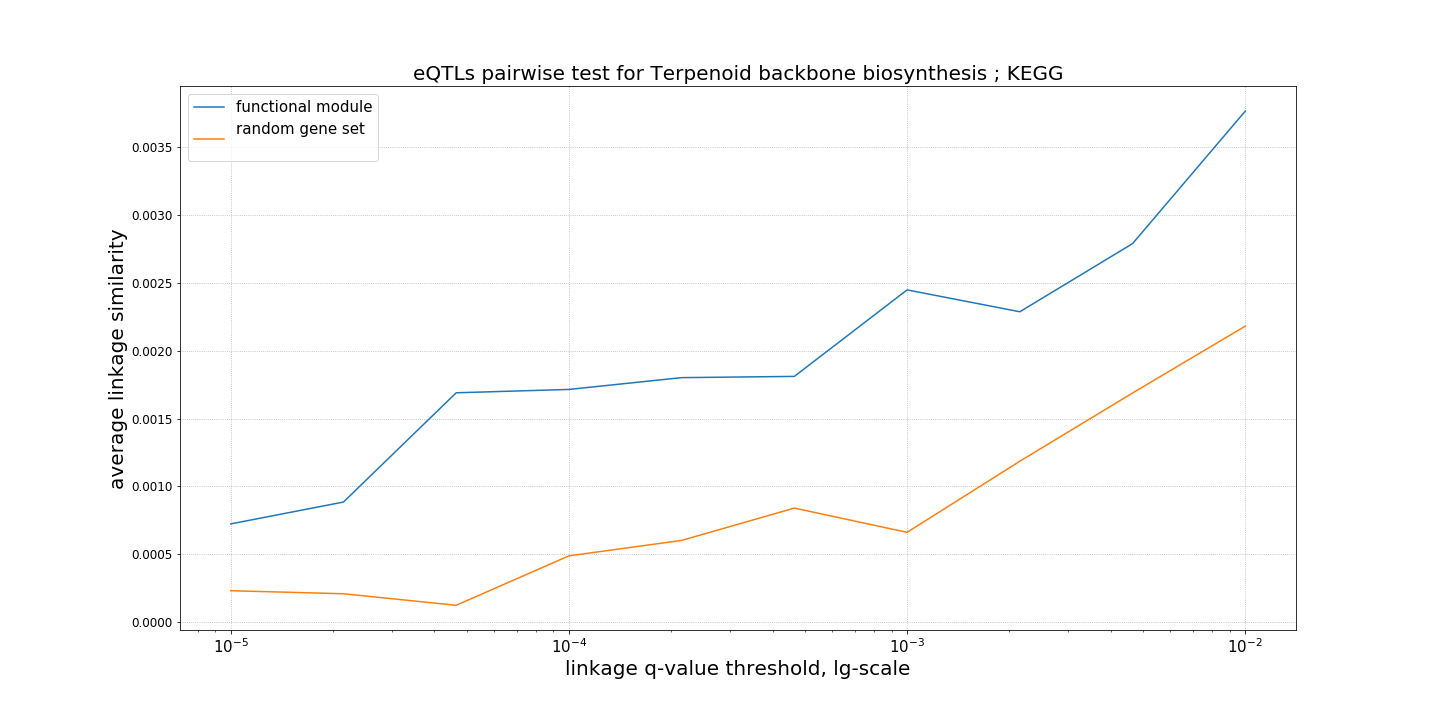 eQTLs pairwise test for Terpenoid backbone biosynthesis ; KEGG
functional module
random gene set
average linkage similarity
0.0035
0.0030
0.0025
0.0020
0.0015
0.0010
0.0005
0.0000
10⁻⁵ 10⁻⁴ 10⁻³ 10⁻²
linkage q-value threshold, lg-scale